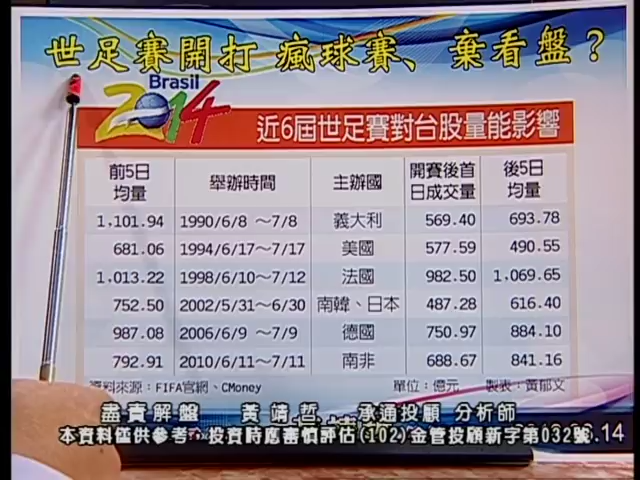 世足賽開打 瘋球賽、棄看盤？
Brasil
2014
近6屆世足賽對台股量能影響
前5日均量 舉辦時間 主辦國 開賽後首日成交量 後5日均量
1,101.94 1990/6/8 ～7/8 義大利 569.40 693.78
681.06 1994/6/17～7/17 美國 577.59 490.55
1,013.22 1998/6/10～7/12 法國 982.50 1,069.65
752.50 2002/5/31～6/30 南韓、日本 487.28 616.40
987.08 2006/6/9 ～7/9 德國 750.97 884.10
792.91 2010/6/11～7/11 南非 688.67 841.16
資料來源：FIFA官網、CMoney 單位：億元 製表：黃郁文
盡責解盤 黃靖哲 承通投顧 分析師
本資料僅供參考，投資時應審慎評估(102)金管投顧新字第032號
.14